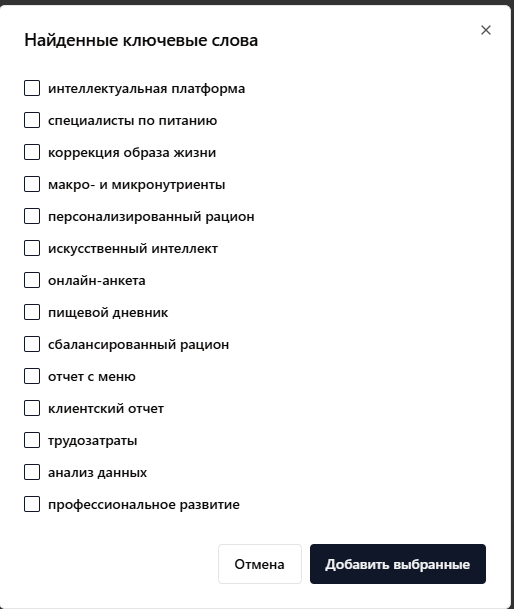 Найденные ключевые слова
интеллектуальная платформа
специалисты по питанию
коррекция образа жизни
макро- и микронутриенты
персонализированный рацион
искусственный интеллект
онлайн-анкета
пищевой дневник
сбалансированный рацион
отчет с меню
клиентский отчет
трудозатраты
анализ данных
профессиональное развитие
Отмена
Добавить выбранные